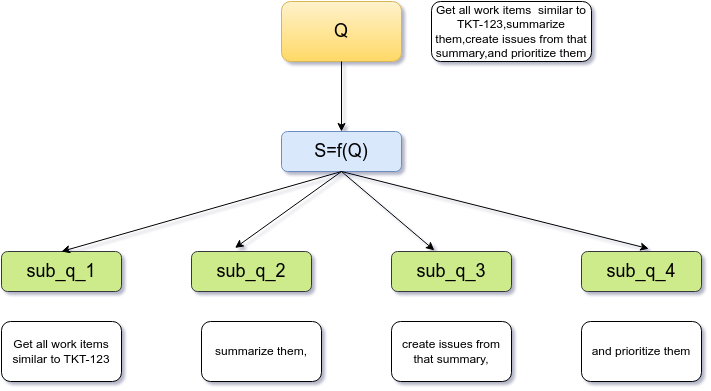 Q
Get all work items similar to
TKT-123,summarize
them,create issues from that
summary,and prioritize them
S=f(Q)
sub_q_1
sub_q_2
sub_q_3
sub_q_4
Get all work items
similar to TKT-123
summarize them,
create issues from
that summary,
and prioritize them